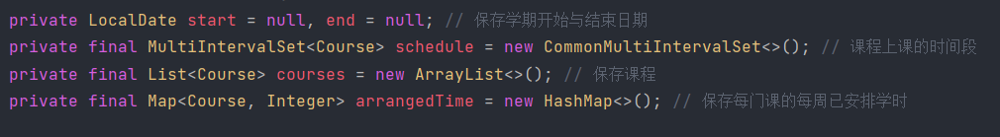 private LocalDate start = null, end = null; // 保存学期开始与结束日期
private final MultiIntervalSet<Course> schedule = new CommonMultiIntervalSet<>(); // 课程上课的时间段
private final List<Course> courses = new ArrayList<>(); // 保存课程
private final Map<Course, Integer> arrangedTime = new HashMap<>(); // 保存每门课的每周已安排学时